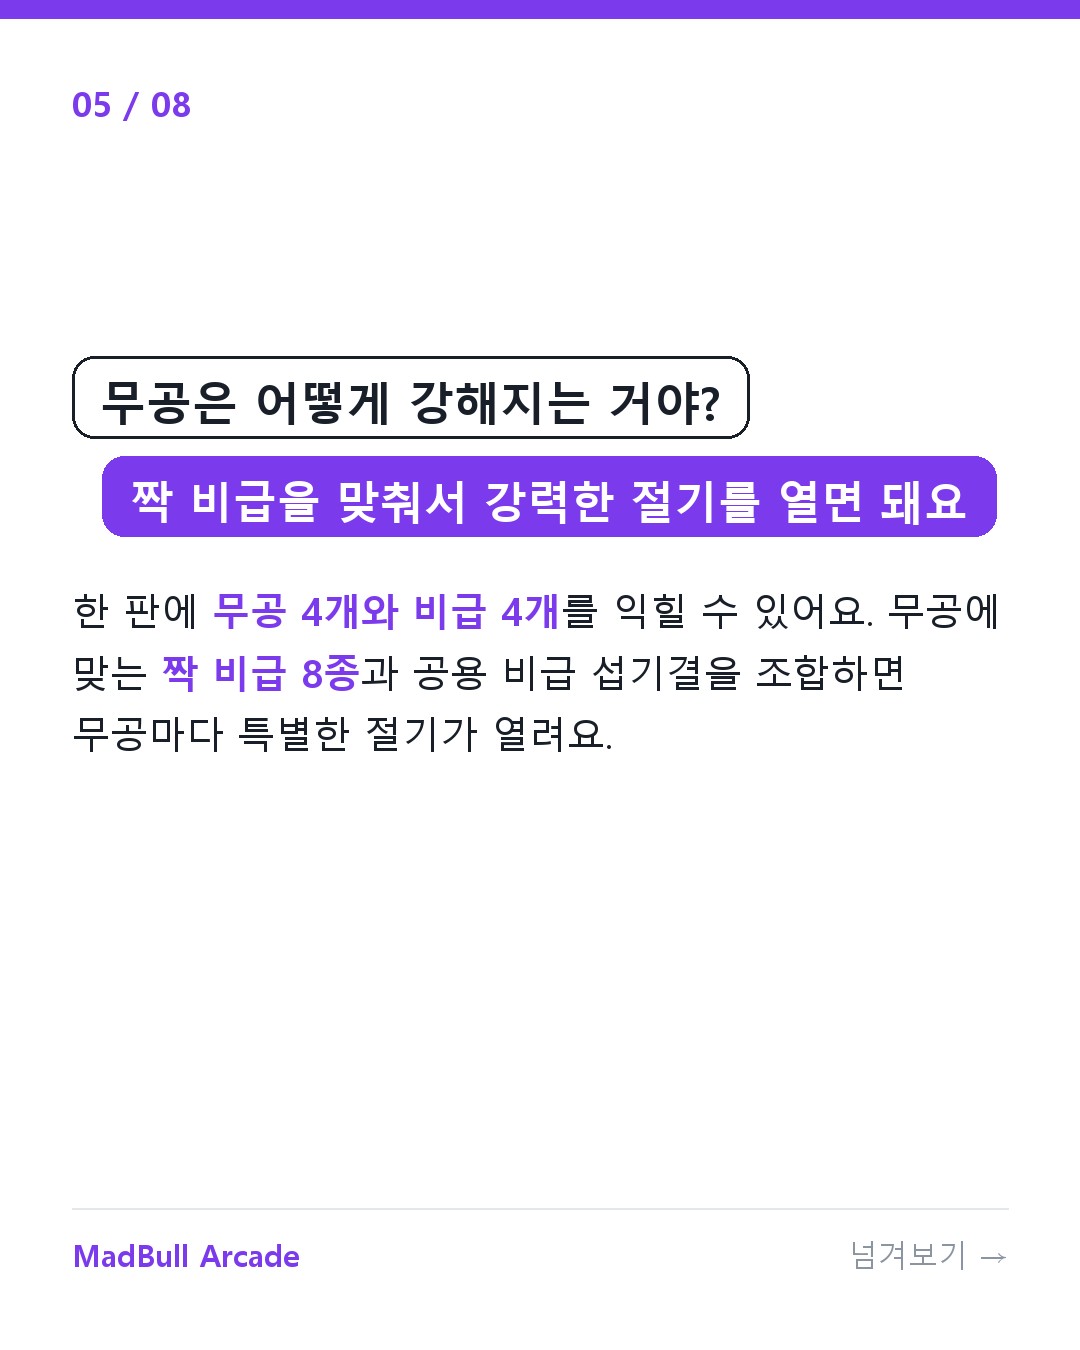 05 / 08
무공은 어떻게 강해지는 거야?
짝 비급을 맞춰서 강력한 절기를 열면 돼요
한 판에 무공 4개와 비급 4개를 익힐 수 있어요. 무공에
맞는 짝 비급 8종과 공용 비급 섭기결을 조합하면
무공마다 특별한 절기가 열려요.
MadBull Arcade
넘겨보기 →